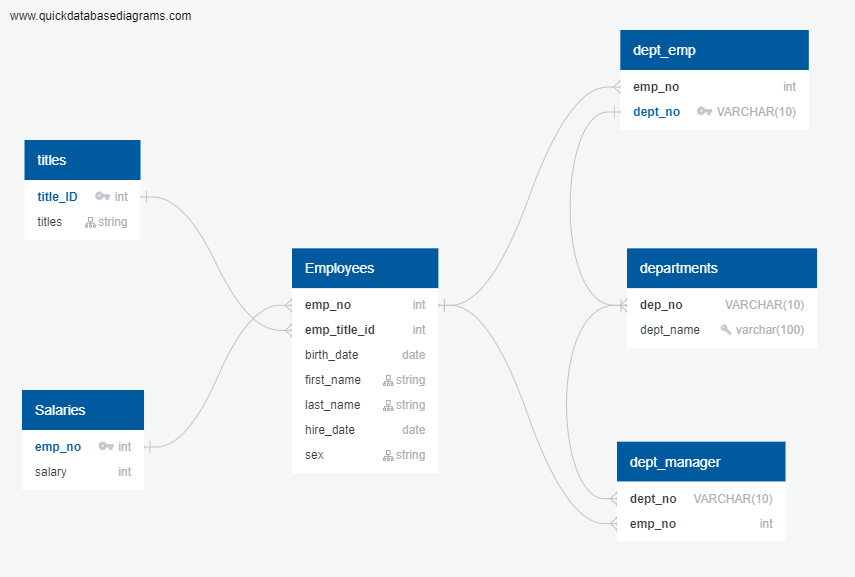 www.quickdatabasediagrams.com
dept_emp
emp_no int
dept_no VARCHAR(10)
titles
title_ID int
titles string
Employees
emp_no int
emp_title_id int
birth_date date
first_name string
last_name string
hire_date date
sex string
departments
dep_no VARCHAR(10)
dept_name varchar(100)
Salaries
emp_no int
salary int
dept_manager
dept_no VARCHAR(10)
emp_no int